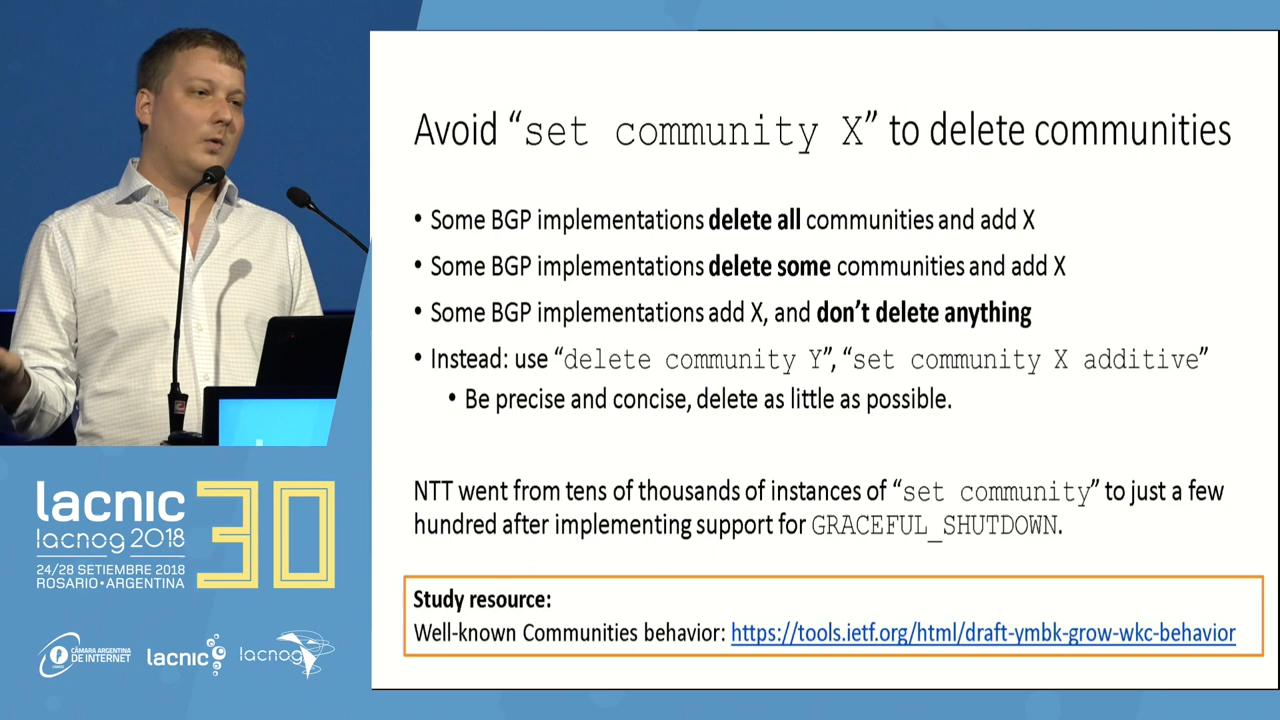 Avoid “set community X” to delete communities
• Some BGP implementations delete all communities and add X
• Some BGP implementations delete some communities and add X
• Some BGP implementations add X, and don’t delete anything
• Instead: use “delete community Y”, “set community X additive”
• Be precise and concise, delete as little as possible.
NTT went from tens of thousands of instances of “set community” to just a few
hundred after implementing support for GRACEFUL_SHUTDOWN.
Study resource:
Well-known Communities behavior: https://tools.ietf.org/html/draft-ymbk-grow-wkc-behavior
lacnic 30
lacnog 2018
24/28 SETIEMBRE 2018
ROSARIO•ARGENTINA
CÁMARA ARGENTINA
DE INTERNET
lacnic
lacnog